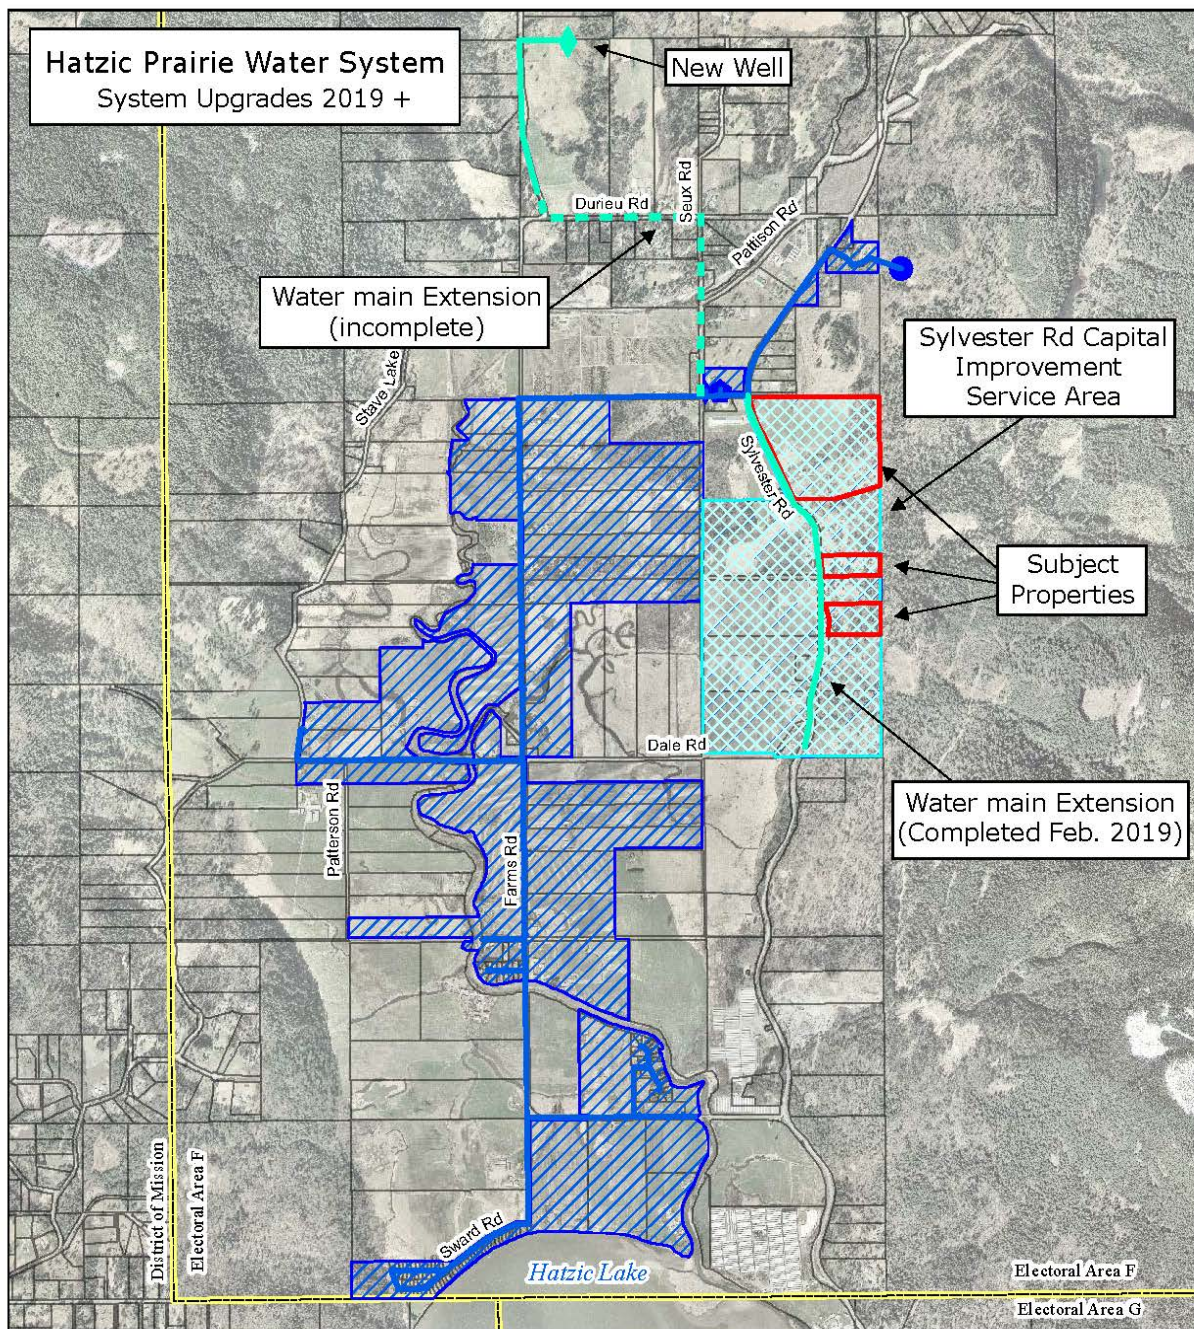 Hatzic Prairie Water System
System Upgrades 2019 +
New Well
Durieu Rd
Seux Rd
Pattison Rd
Water main Extension
(incomplete)
Sylvester Rd Capital
Improvement
Service Area
Stave Lake
Sylvester Rd
Subject
Properties
Dale Rd
Water main Extension
(Completed Feb. 2019)
Patterson Rd
Farms Rd
District of Mission
Electoral Area F
Sward Rd
Hatzic Lake
Electoral Area F
Electoral Area G